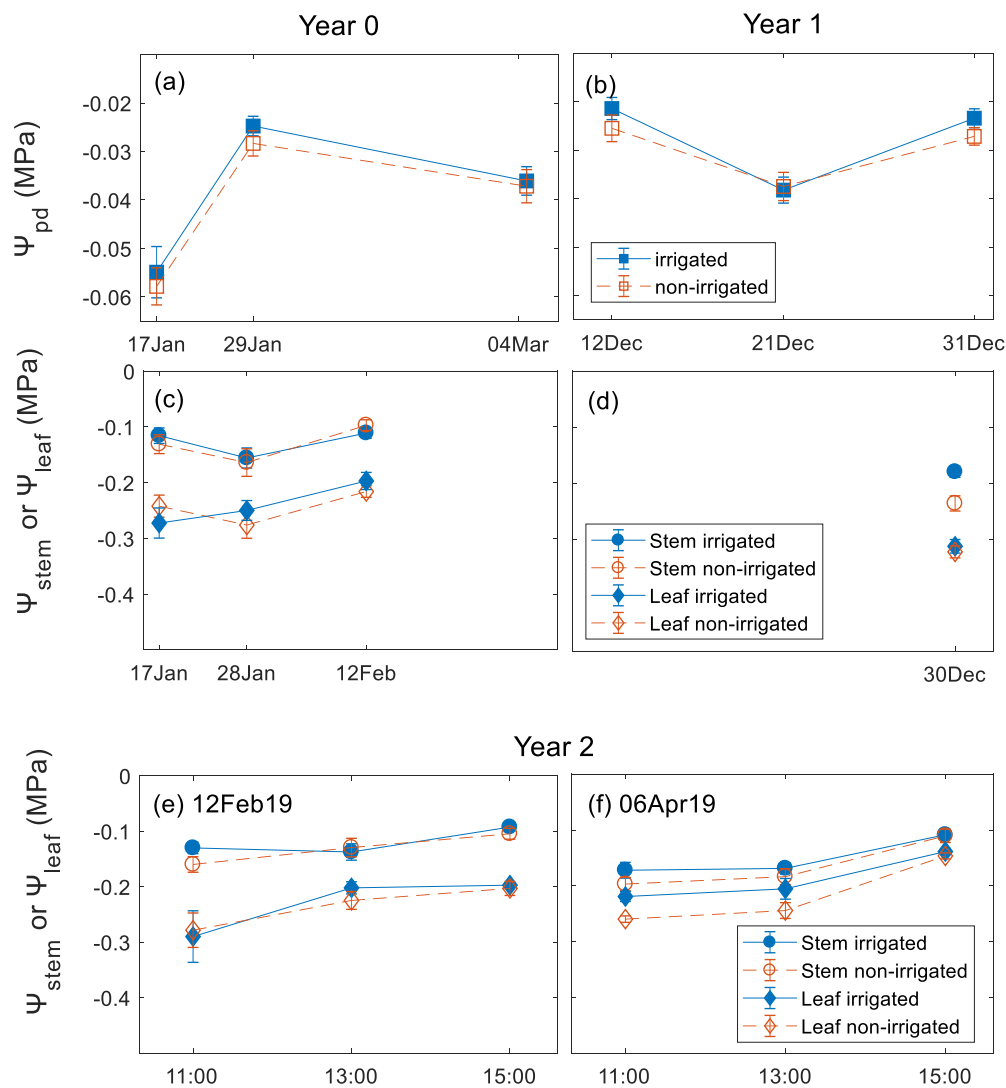 Year 0
Year 1
(a)
(b)
Ψpd (MPa)
-0.02
-0.03
-0.04
-0.05
-0.06
irrigated
non-irrigated
17Jan 29Jan 04Mar
12Dec 21Dec 31Dec
(c)
(d)
Ψstem or Ψleaf (MPa)
0
-0.1
-0.2
-0.3
-0.4
Stem irrigated
Stem non-irrigated
Leaf irrigated
Leaf non-irrigated
17Jan 28Jan 12Feb
30Dec
Year 2
(e) 12Feb19
(f) 06Apr19
Ψstem or Ψleaf (MPa)
0
-0.1
-0.2
-0.3
-0.4
Stem irrigated
Stem non-irrigated
Leaf irrigated
Leaf non-irrigated
11:00 13:00 15:00
11:00 13:00 15:00